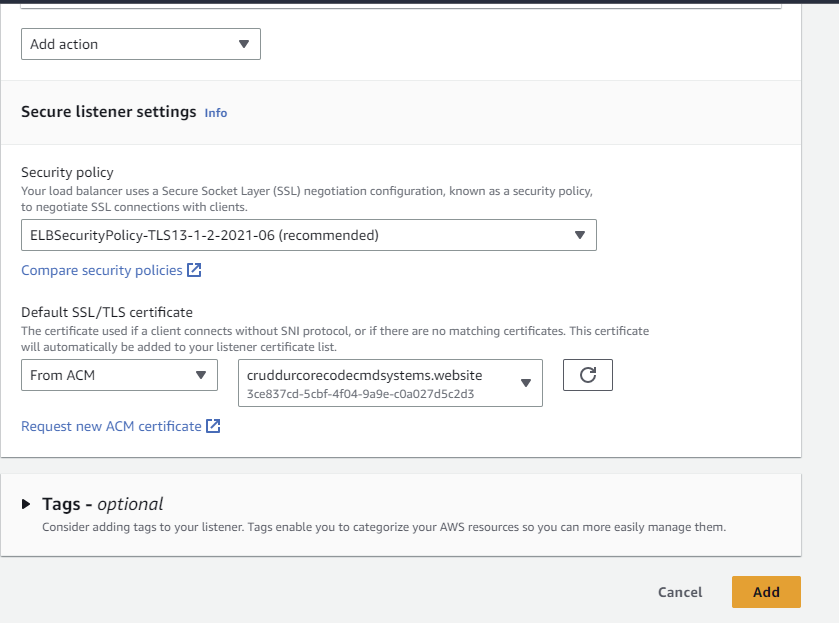 Add action
Secure listener settings Info
Security policy
Your load balancer uses a Secure Socket Layer (SSL) negotiation configuration, known as a security policy,
to negotiate SSL connections with clients.
ELBSecurityPolicy-TLS13-1-2-2021-06 (recommended)
Compare security policies
Default SSL/TLS certificate
The certificate used if a client connects without SNI protocol, or if there are no matching certificates. This certificate
will automatically be added to your listener certificate list.
From ACM
cruddurcorecodecmdsystems.website
3ce837cd-5cbf-4f04-9a9e-c0a027d5c2d3
Request new ACM certificate
Tags - optional
Consider adding tags to your listener. Tags enable you to categorize your AWS resources so you can more easily manage them.
Cancel Add